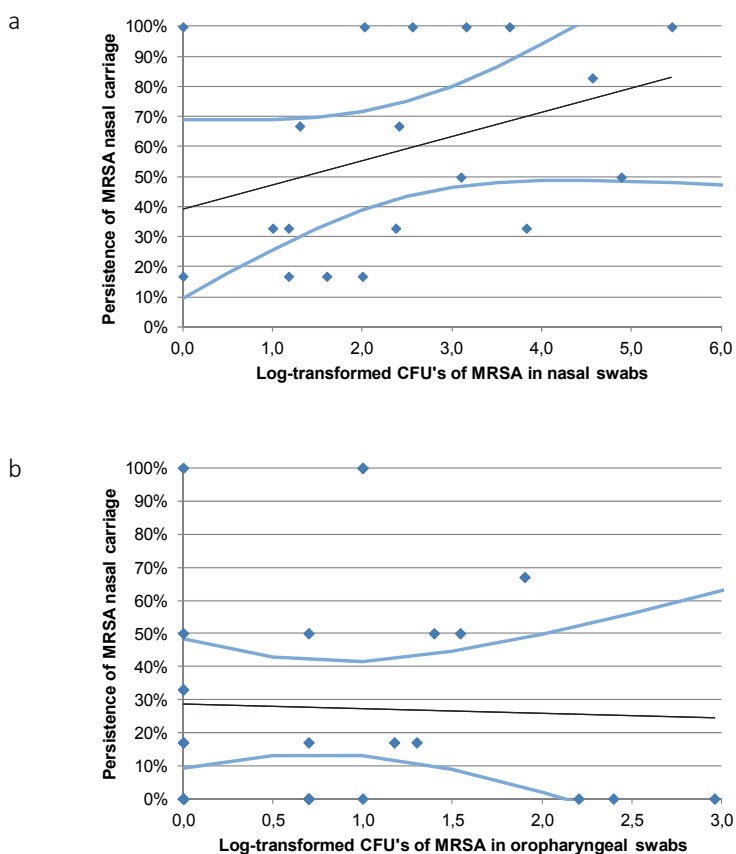 a
Persistence of MRSA nasal carriage
100%
90%
80%
70%
60%
50%
40%
30%
20%
10%
0%
0,0 1,0 2,0 3,0 4,0 5,0 6,0
Log-transformed CFU's of MRSA in nasal swabs
b
Persistence of MRSA nasal carriage
100%
90%
80%
70%
60%
50%
40%
30%
20%
10%
0%
0,0 0,5 1,0 1,5 2,0 2,5 3,0
Log-transformed CFU's of MRSA in oropharyngeal swabs